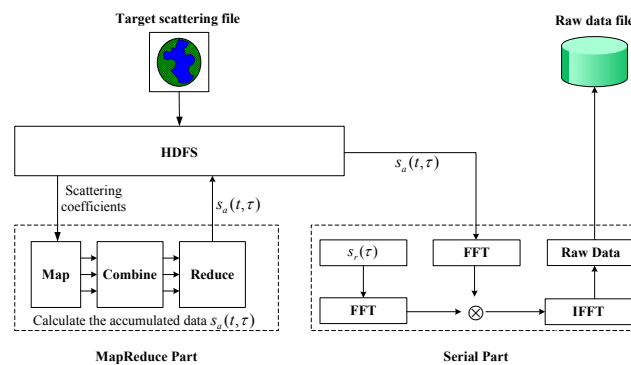 Target scattering file
Raw data file
HDFS
Scattering
coefficients
s_a(t,τ)
s_a(t,τ)
Map
Combine
Reduce
Calculate the accumulated data s_a(t,τ)
s_r(τ)
FFT
Raw Data
FFT
⊗
IFFT
MapReduce Part
Serial Part